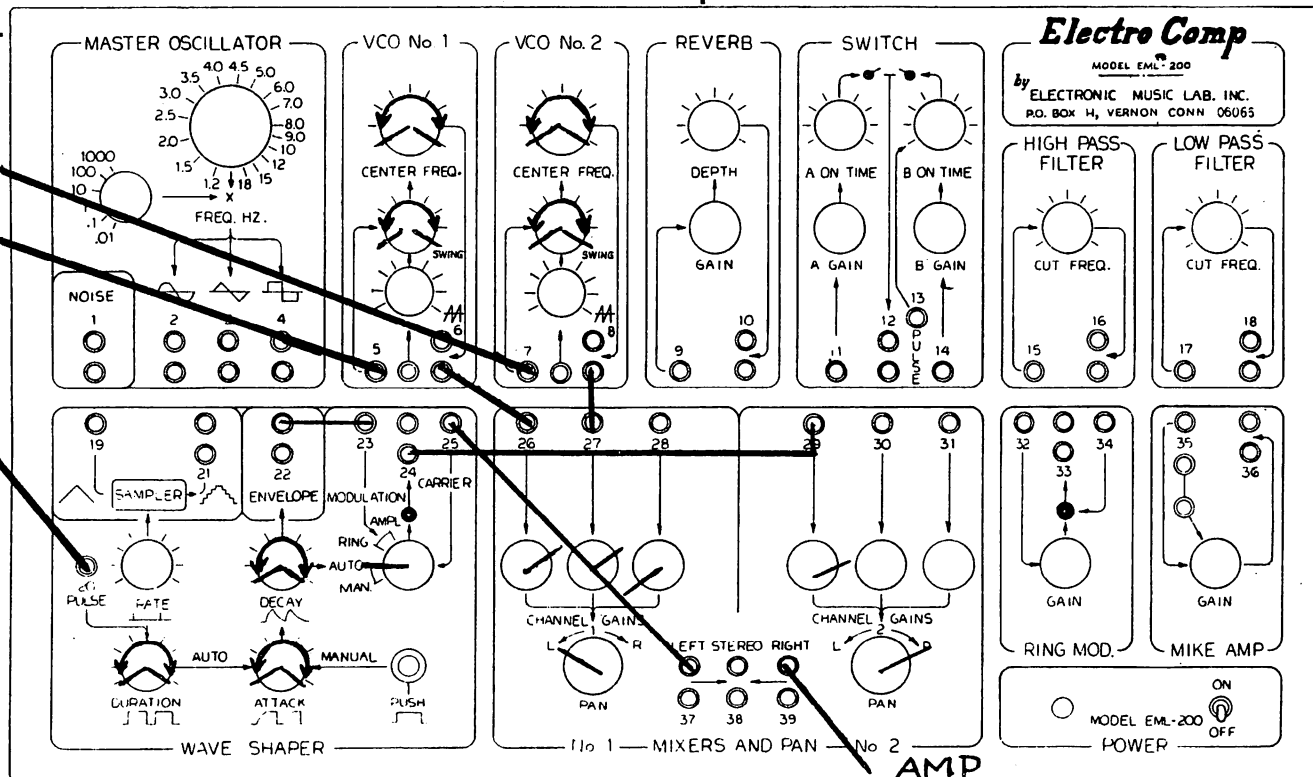 Electro Comp
MODEL EML-200
by ELECTRONIC MUSIC LAB. INC.
P.O. BOX H, VERNON CONN 06066
MASTER OSCILLATOR
4.0 4.5 5.0
3.5 6.0
3.0 7.0
2.5 8.0
2.0 9.0
10
1.5 12
1.2 18 15
1000
100
10
.1
.01
X
FREQ. HZ.
NOISE
1 2 3 4
VCO No. 1
CENTER FREQ.
SWING
5 6
VCO No. 2
CENTER FREQ.
SWING
7 8
REVERB
DEPTH
GAIN
9 10
SWITCH
A ON TIME B ON TIME
A GAIN B GAIN
11 12 13 14
PULSE
HIGH PASS
FILTER
CUT FREQ.
15 16
LOW PASS
FILTER
CUT FREQ.
17 18
19 21 22 23 24 25
SAMPLER
ENVELOPE
MODULATION
CARRIER
AMPL
RING
AUTO
MAN.
20
PULSE
RATE
DECAY
AUTO MANUAL
DURATION ATTACK PUSH
WAVE SHAPER
26 27 28 29 30 31
CHANNEL GAINS
1
L R
PAN
CHANNEL GAINS
2
L R
PAN
LEFT STEREO RIGHT
37 38 39
No 1 MIXERS AND PAN No 2
AMP
32 33 34
GAIN
RING MOD.
35 36
GAIN
MIKE AMP
MODEL EML-200
ON
OFF
POWER